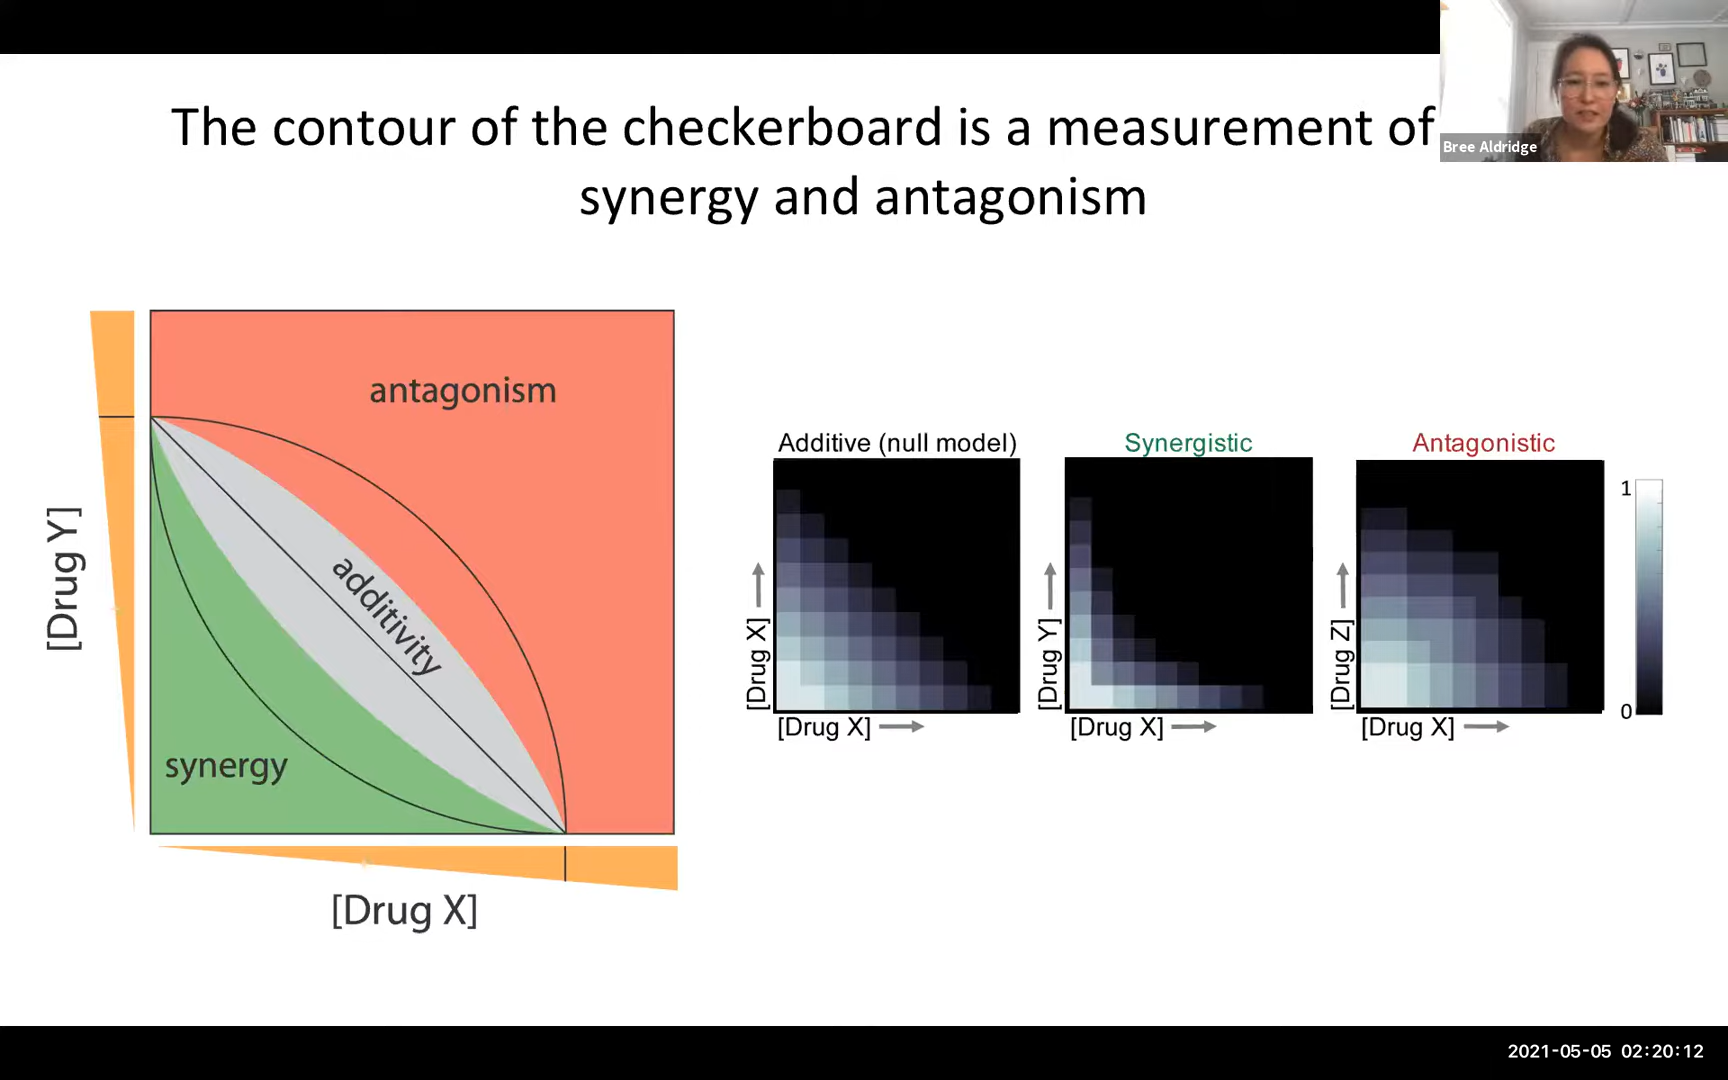 The contour of the checkerboard is a measurement of
synergy and antagonism
Bree Aldridge
antagonism
additivity
synergy
[Drug Y]
[Drug X]
Additive (null model)
[Drug X]
[Drug X]
Synergistic
[Drug Y]
[Drug X]
Antagonistic
[Drug Z]
[Drug X]
1
0
2021-05-05 02:20:12